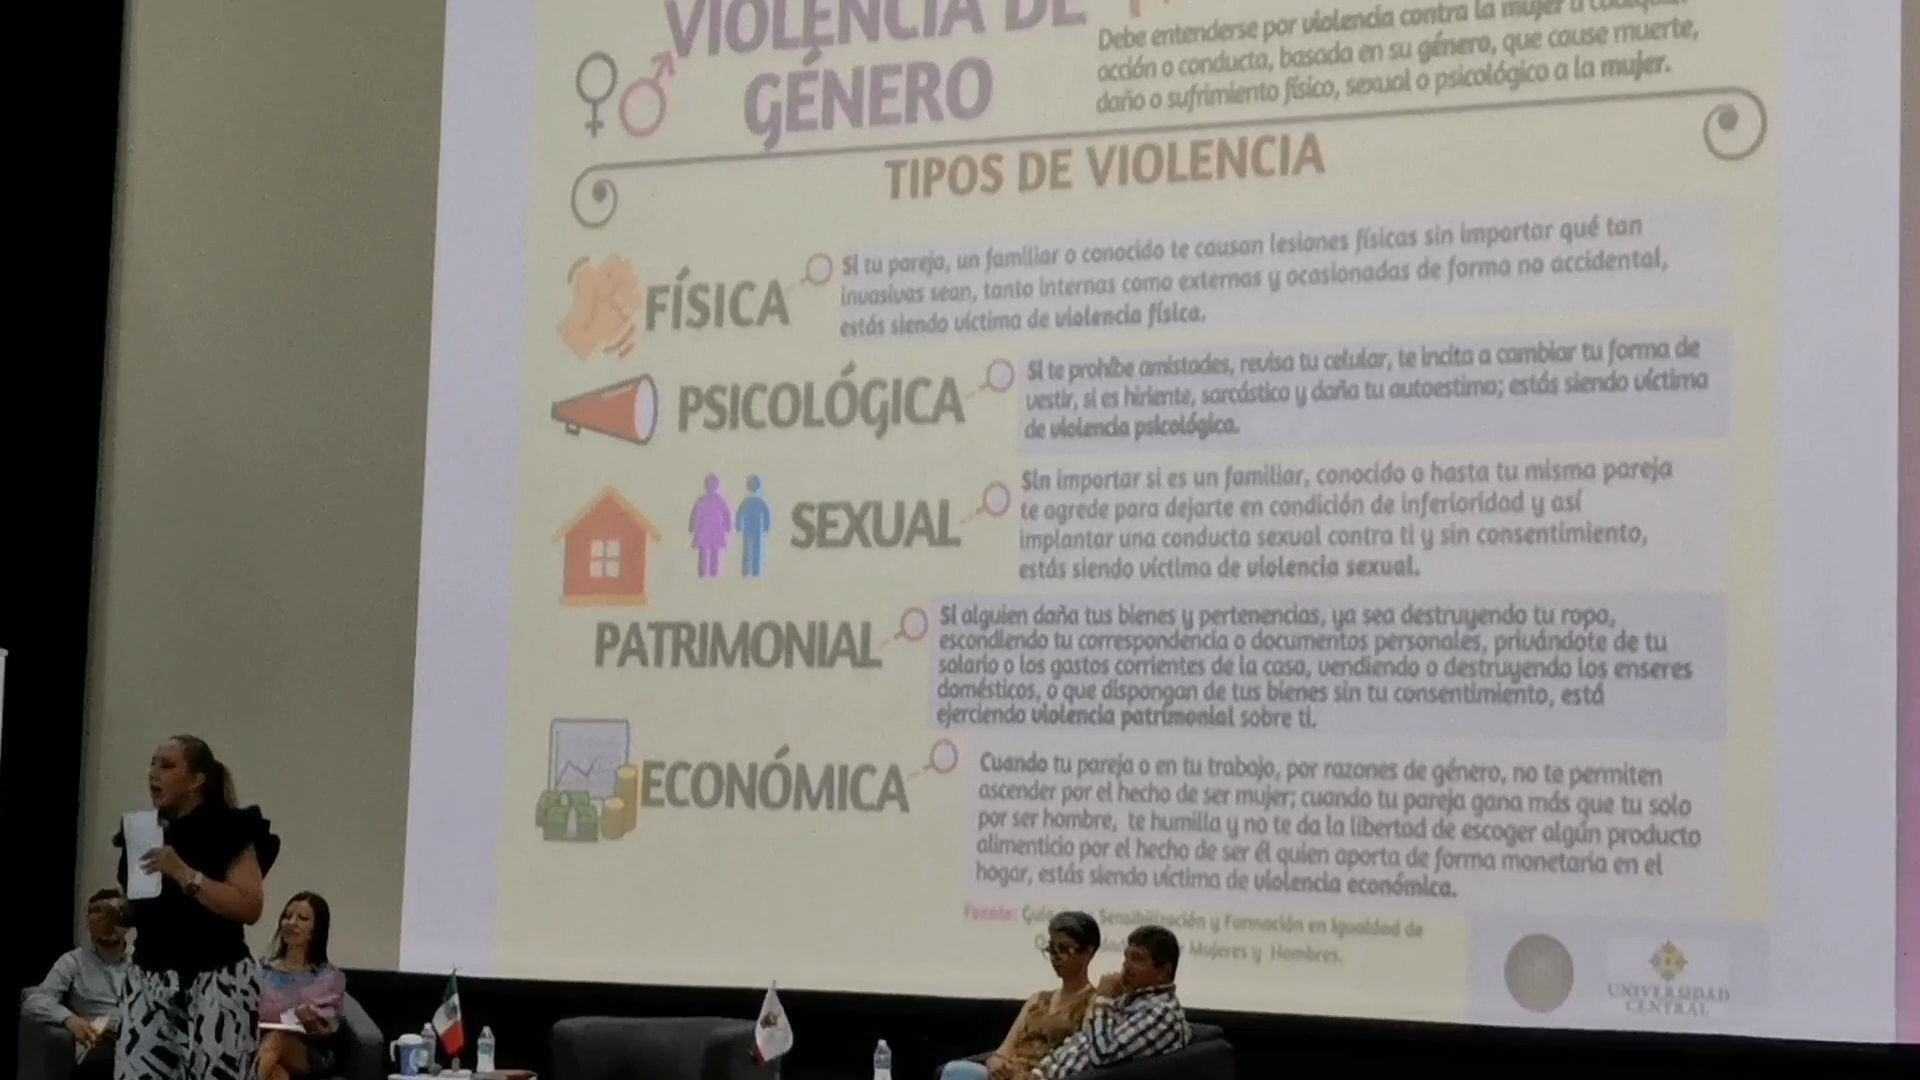 VIOLENCIA DE
GÉNERO
Debe entenderse por violencia contra la mujer a cualquier
acción o conducta, basada en su género, que cause muerte,
daño o sufrimiento físico, sexual o psicológico a la mujer.
TIPOS DE VIOLENCIA
FÍSICA
Si tu pareja, un familiar o conocido te causan lesiones físicas sin importar qué tan
invasivas sean, tanto internas como externas y ocasionadas de forma no accidental,
estás siendo víctima de violencia física.
PSICOLÓGICA
Si te prohíbe amistades, revisa tu celular, te incita a cambiar tu forma de
vestir, si es hiriente, sarcástico y daña tu autoestima; estás siendo víctima
de violencia psicológica.
SEXUAL
Sin importar si es un familiar, conocido o hasta tu misma pareja
te agrede para dejarte en condición de inferioridad y así
implantar una conducta sexual contra ti y sin consentimiento,
estás siendo víctima de violencia sexual.
PATRIMONIAL
Si alguien daña tus bienes y pertenencias, ya sea destruyendo tu ropa,
escondiendo tu correspondencia o documentos personales, privándote de tu
salario o los gastos corrientes de la casa, vendiendo o destruyendo los enseres
domésticos, o que dispongan de tus bienes sin tu consentimiento, está
ejerciendo violencia patrimonial sobre ti.
ECONÓMICA
Cuando tu pareja o en tu trabajo, por razones de género, no te permiten
ascender por el hecho de ser mujer; cuando tu pareja gana más que tu solo
por ser hombre, te humilla y no te da la libertad de escoger algún producto
alimenticio por el hecho de ser él quien aporta de forma monetaria en el
hogar, estás siendo víctima de violencia económica.
Fuente: Guía Sensibilización y Formación en Igualdad de
Mujeres y Hombres.
UNIVERSIDAD
CENTRAL